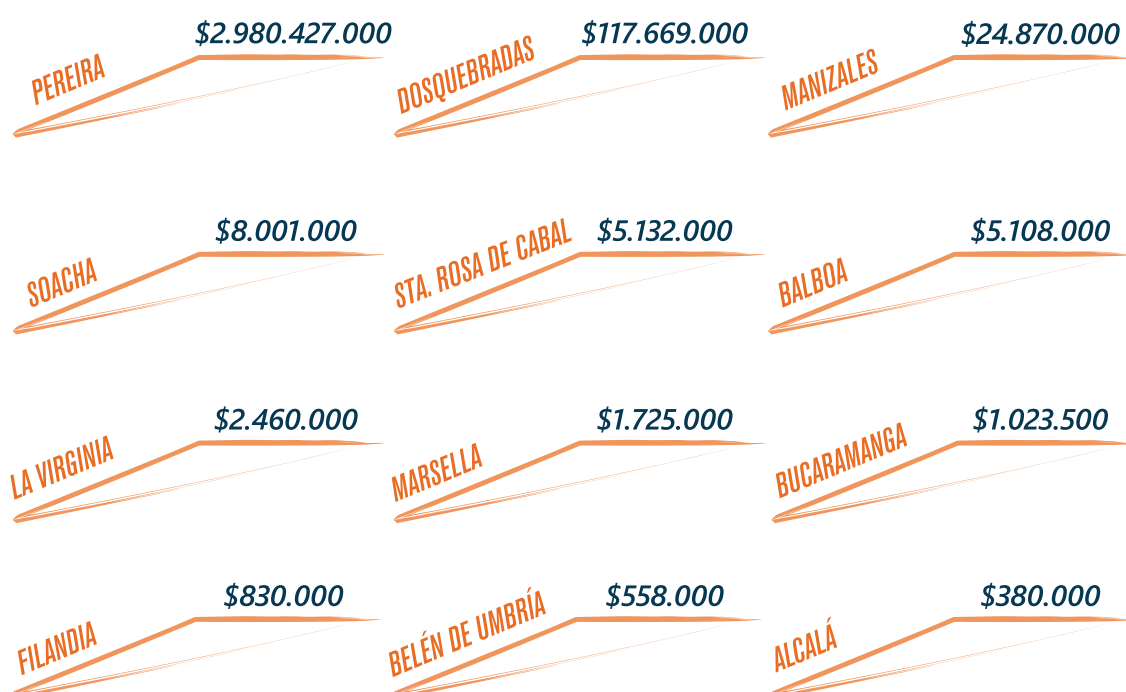 PEREIRA
$2.980.427.000
DOSQUEBRADAS
$117.669.000
MANIZALES
$24.870.000
SOACHA
$8.001.000
STA. ROSA DE CABAL
$5.132.000
BALBOA
$5.108.000
LA VIRGINIA
$2.460.000
MARSELLA
$1.725.000
BUCARAMANGA
$1.023.500
FILANDIA
$830.000
BELÉN DE UMBRÍA
$558.000
ALCALÁ
$380.000